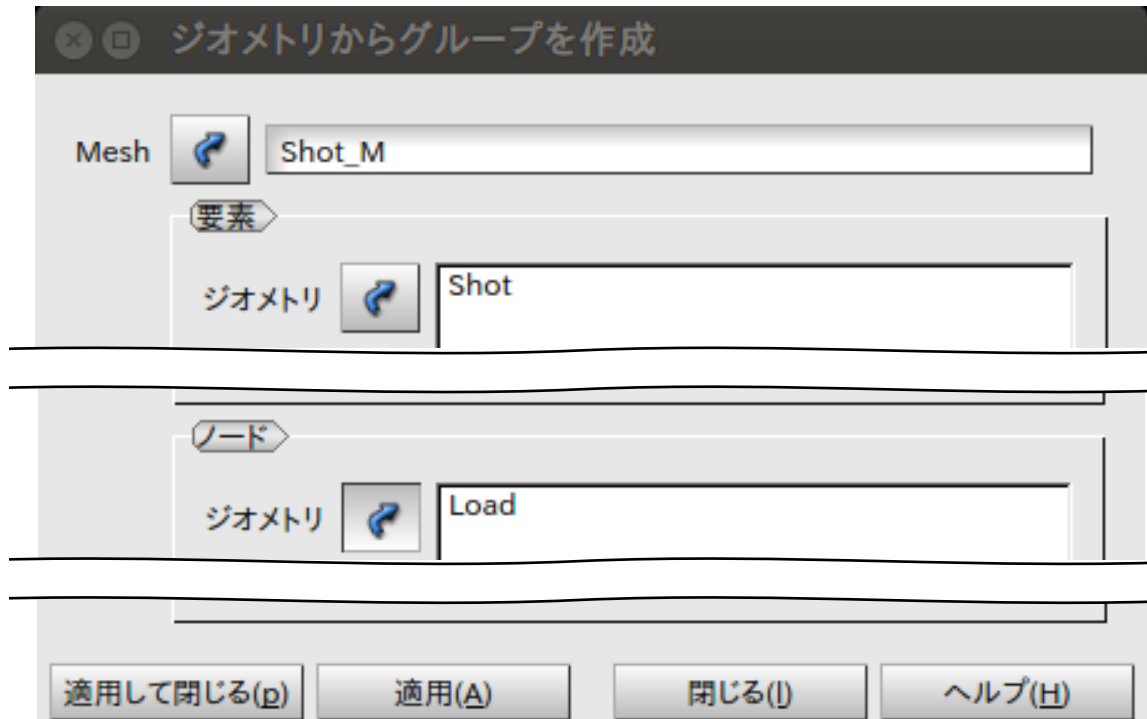 ジオメトリからグループを作成
Mesh Shot_M
要素
ジオメトリ Shot
ノード
ジオメトリ Load
適用して閉じる(p) 適用(A) 閉じる(l) ヘルプ(H)